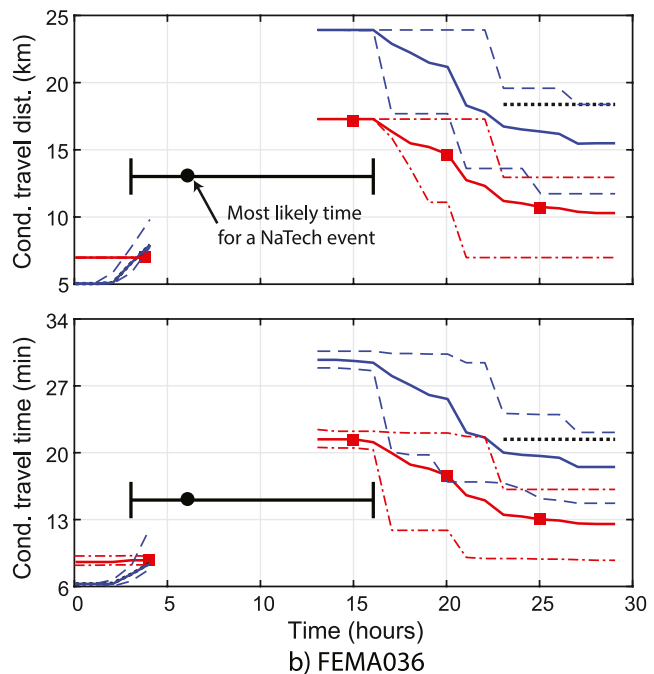 25
20
15
10
5
Cond. travel dist. (km)
Most likely time
for a NaTech event
34
27
20
13
6
Cond. travel time (min)
0
5
10
15
20
25
30
Time (hours)
b) FEMA036